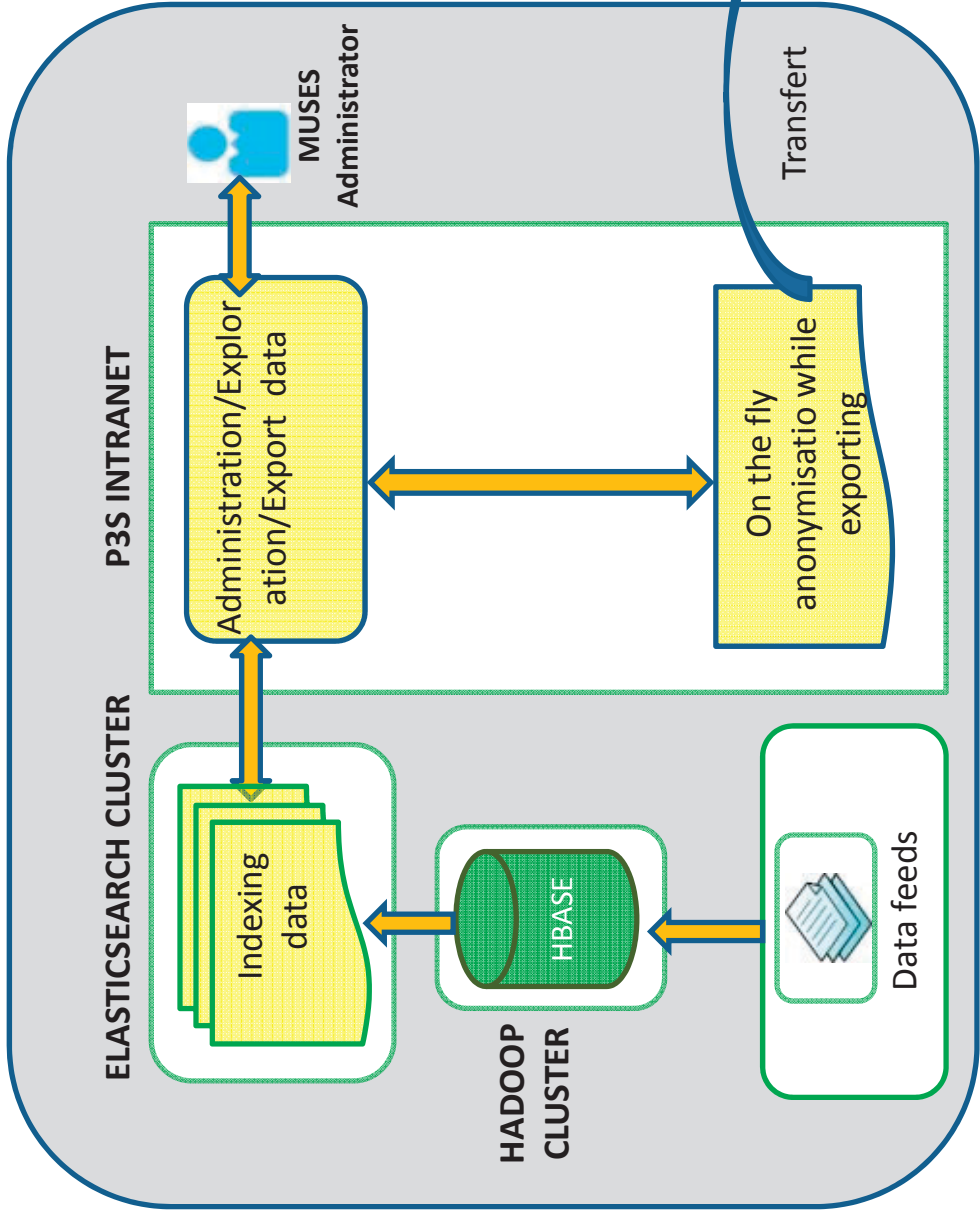 ELASTICSEARCH CLUSTER
P3S INTRANET
Indexing
data
Administration/Explor
ation/Export data
MUSES
Administrator
HADOOP
CLUSTER
HBASE
Data feeds
On the fly
anonymisatio while
exporting
Transfert